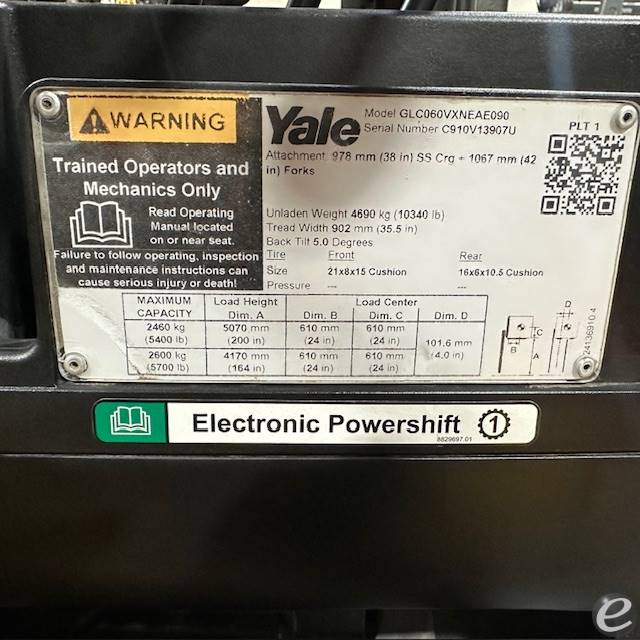 WARNING
Trained Operators and
Mechanics Only
Read Operating
Manual located
on or near seat.
Failure to follow operating, inspection
and maintenance instructions can
cause serious injury or death!
Yale
Model GLC060VXNEAE090
Serial Number C910V13907U
PLT 1
Attachment 978 mm (38 in) SS Crg + 1067 mm (42
in) Forks
Unladen Weight 4690 kg (10340 lb)
Tread Width 902 mm (35.5 in)
Back Tilt 5.0 Degrees
Tire Front Rear
Size 21x8x15 Cushion 16x6x10.5 Cushion
Pressure --- ---
MAXIMUM CAPACITY Load Height Dim. A Load Center Dim. B Dim. C Dim. D
2460 kg (5400 lb) 5070 mm (200 in) 610 mm (24 in) 610 mm (24 in) 101.6 mm (4.0 in)
2600 kg (5700 lb) 4170 mm (164 in) 610 mm (24 in) 610 mm (24 in)
B C A D
24136910.4
Electronic Powershift 1
8829697.01
e